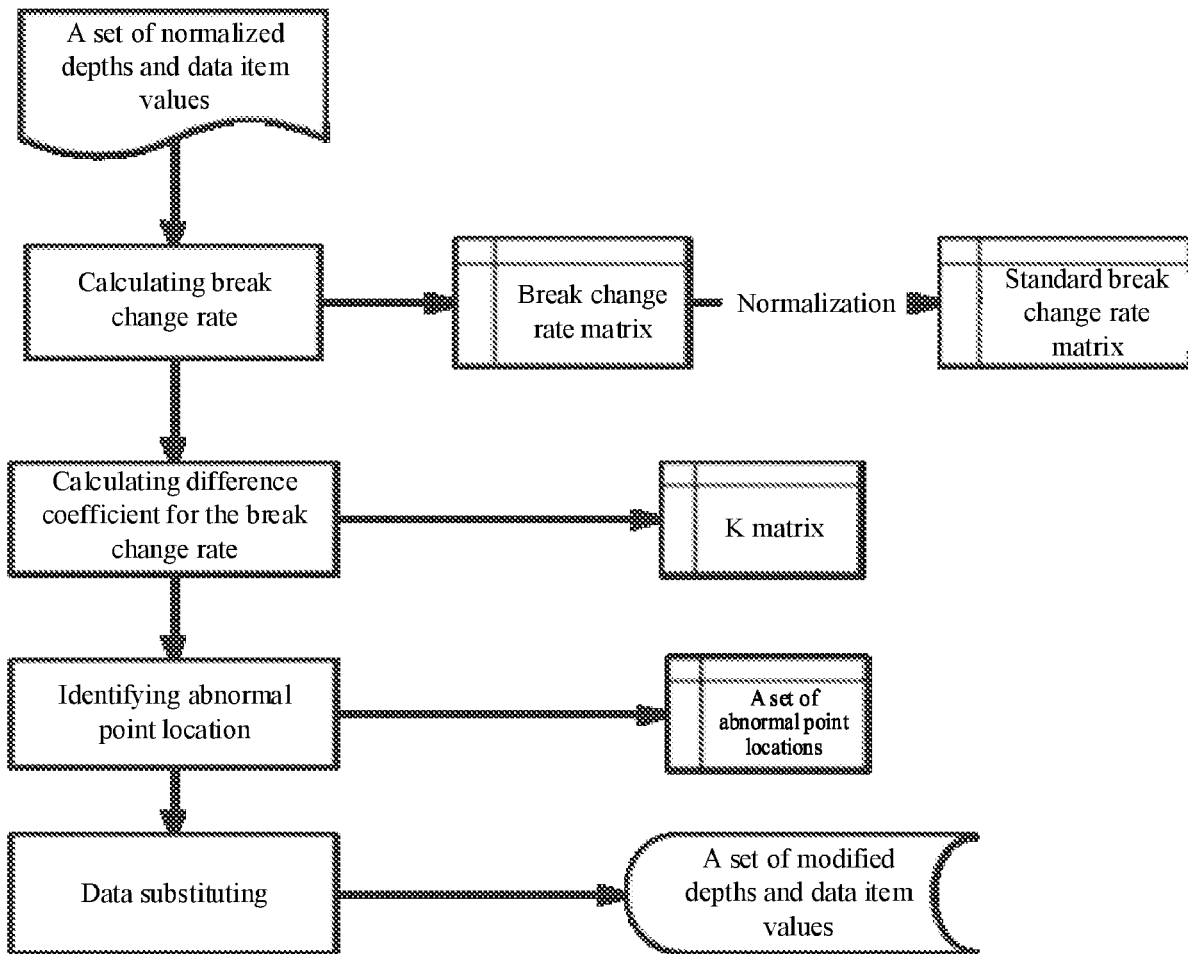 A set of normalized
depths and data item
values
Calculating break
change rate
Break change
rate matrix
Normalization
Standard break
change rate
matrix
Calculating difference
coefficient for the break
change rate
K matrix
Identifying abnormal
point location
A set of
abnormal point
locations
Data substituting
A set of modified
depths and data item
values